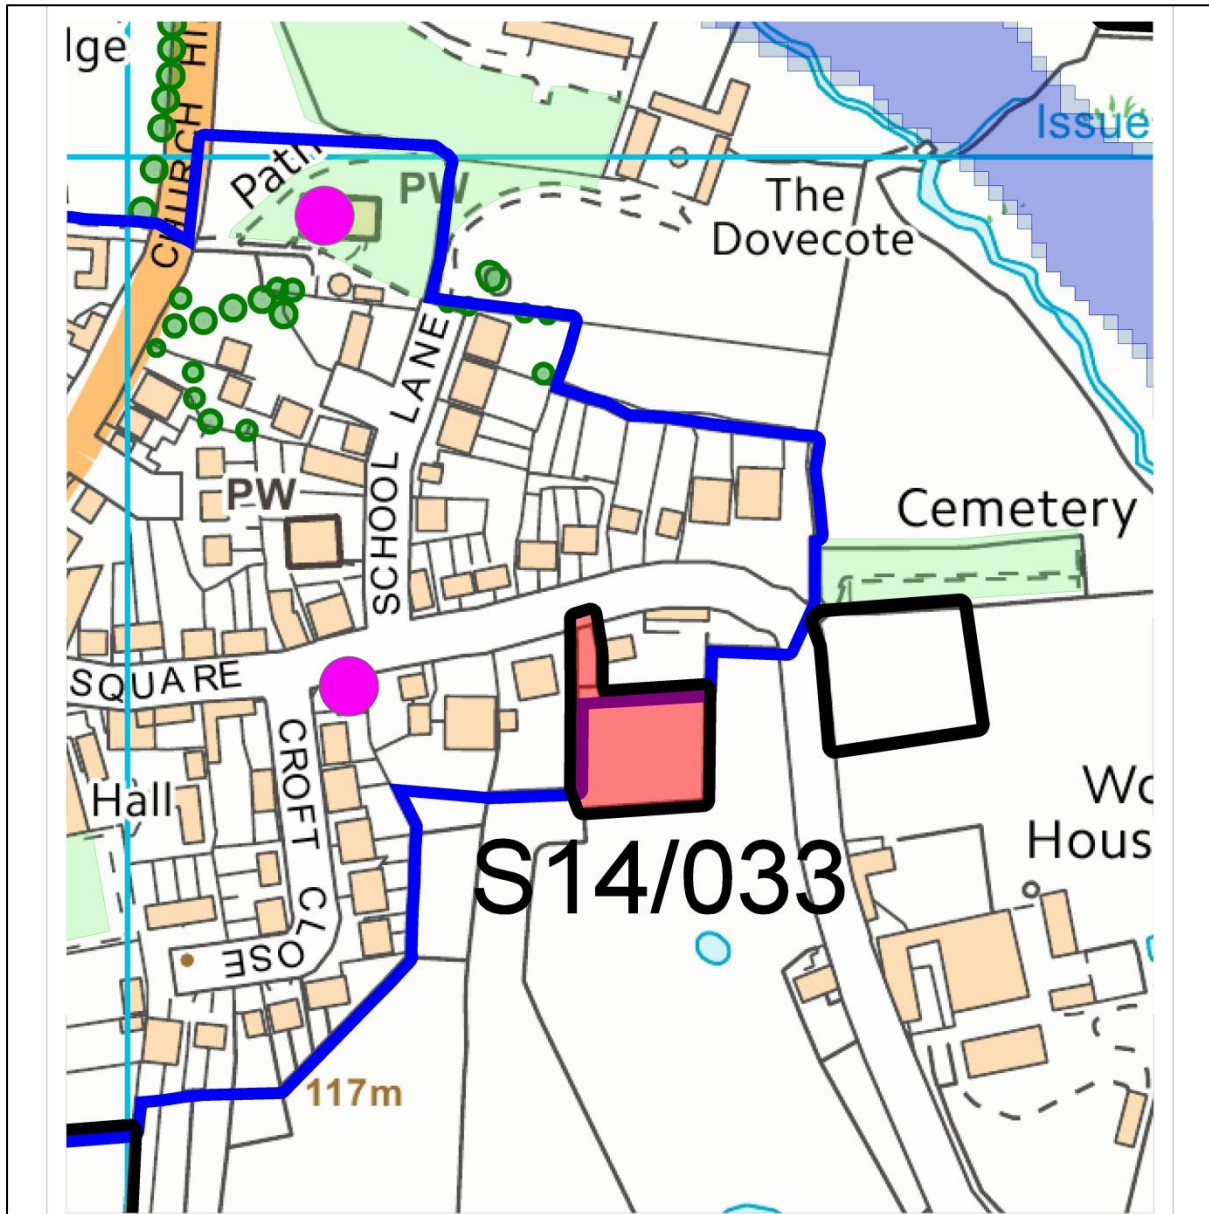 lge
CHURCH HI
Path
PW
Issue
The
Dovecote
SCHOOL LANE
PW
Cemetery
SQUARE
CROFT CLOSE
Hall
Wo
Hous
S14/033
117m